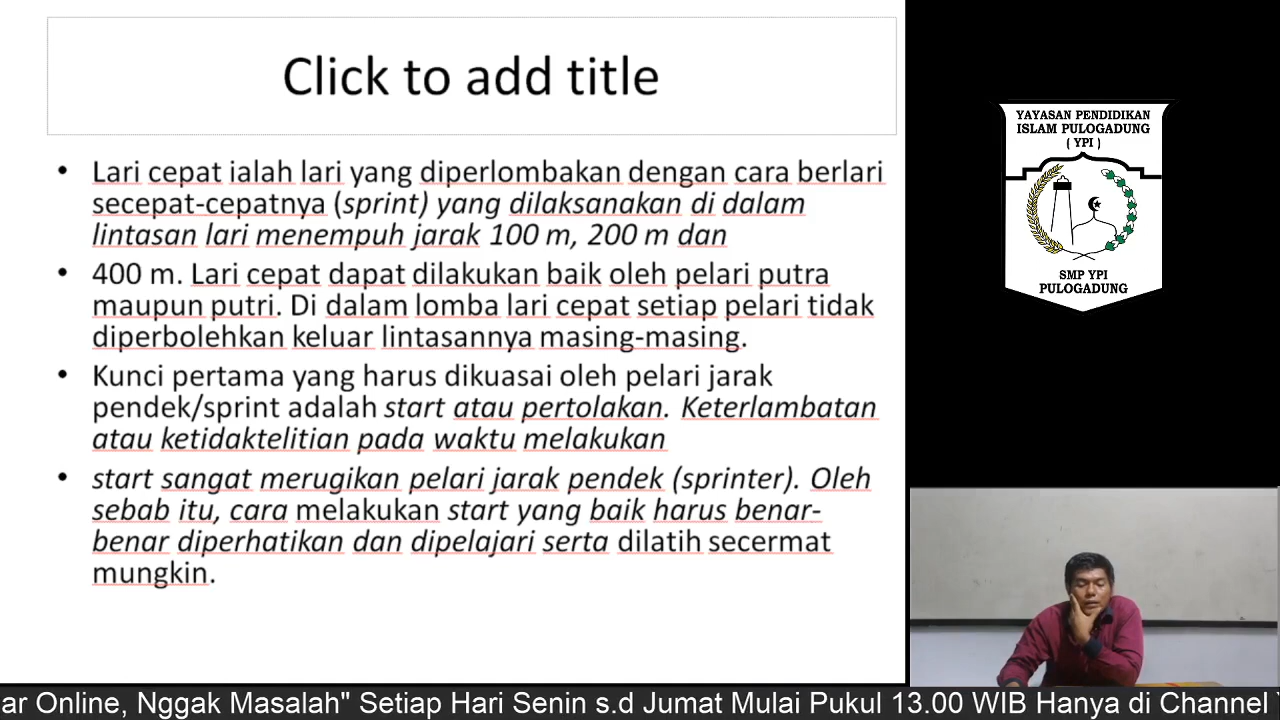 Click to add title
• Lari cepat ialah lari yang diperlombakan dengan cara berlari
secepat-cepatnya (sprint) yang dilaksanakan di dalam
lintasan lari menempuh jarak 100 m, 200 m dan
• 400 m. Lari cepat dapat dilakukan baik oleh pelari putra
maupun putri. Di dalam lomba lari cepat setiap pelari tidak
diperbolehkan keluar lintasannya masing-masing.
• Kunci pertama yang harus dikuasai oleh pelari jarak
pendek/sprint adalah start atau pertolakan. Keterlambatan
atau ketidaktelitian pada waktu melakukan
• start sangat merugikan pelari jarak pendek (sprinter). Oleh
sebab itu, cara melakukan start yang baik harus benar-
benar diperhatikan dan dipelajari serta dilatih secermat
mungkin.
YAYASAN PENDIDIKAN
ISLAM PULOGADUNG
( YPI )
SMP YPI
PULOGADUNG
ar Online, Nggak Masalah" Setiap Hari Senin s.d Jumat Mulai Pukul 13.00 WIB Hanya di Channel